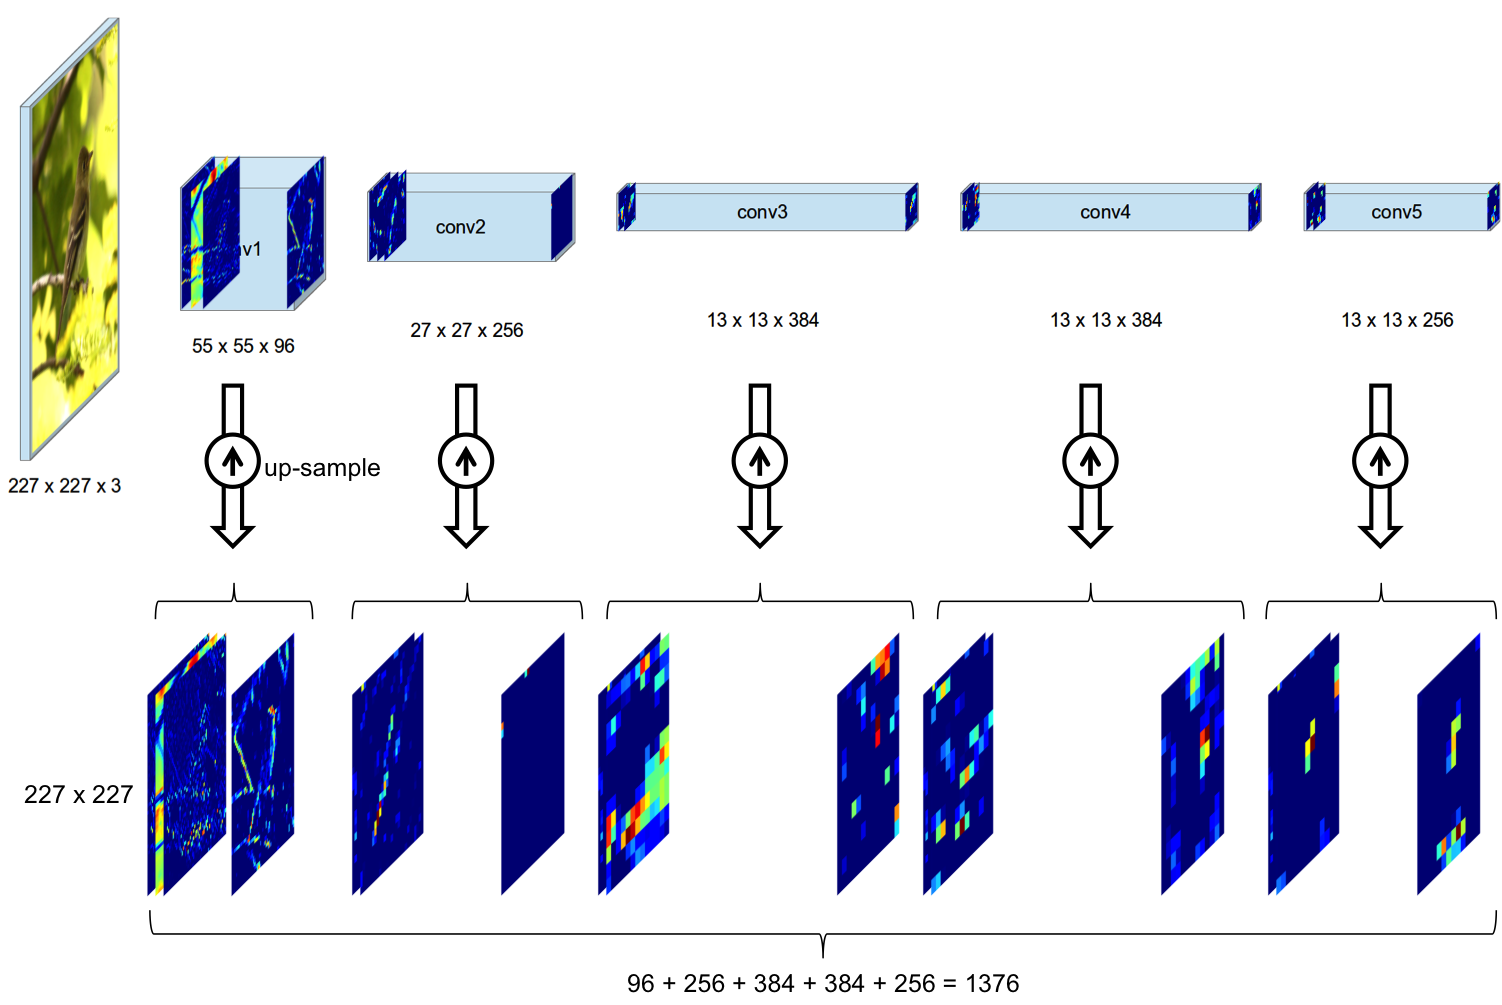 nv1
conv2
conv3
conv4
conv5
55 x 55 x 96
27 x 27 x 256
13 x 13 x 384
13 x 13 x 384
13 x 13 x 256
up-sample
227 x 227 x 3
227 x 227
96 + 256 + 384 + 384 + 256 = 1376